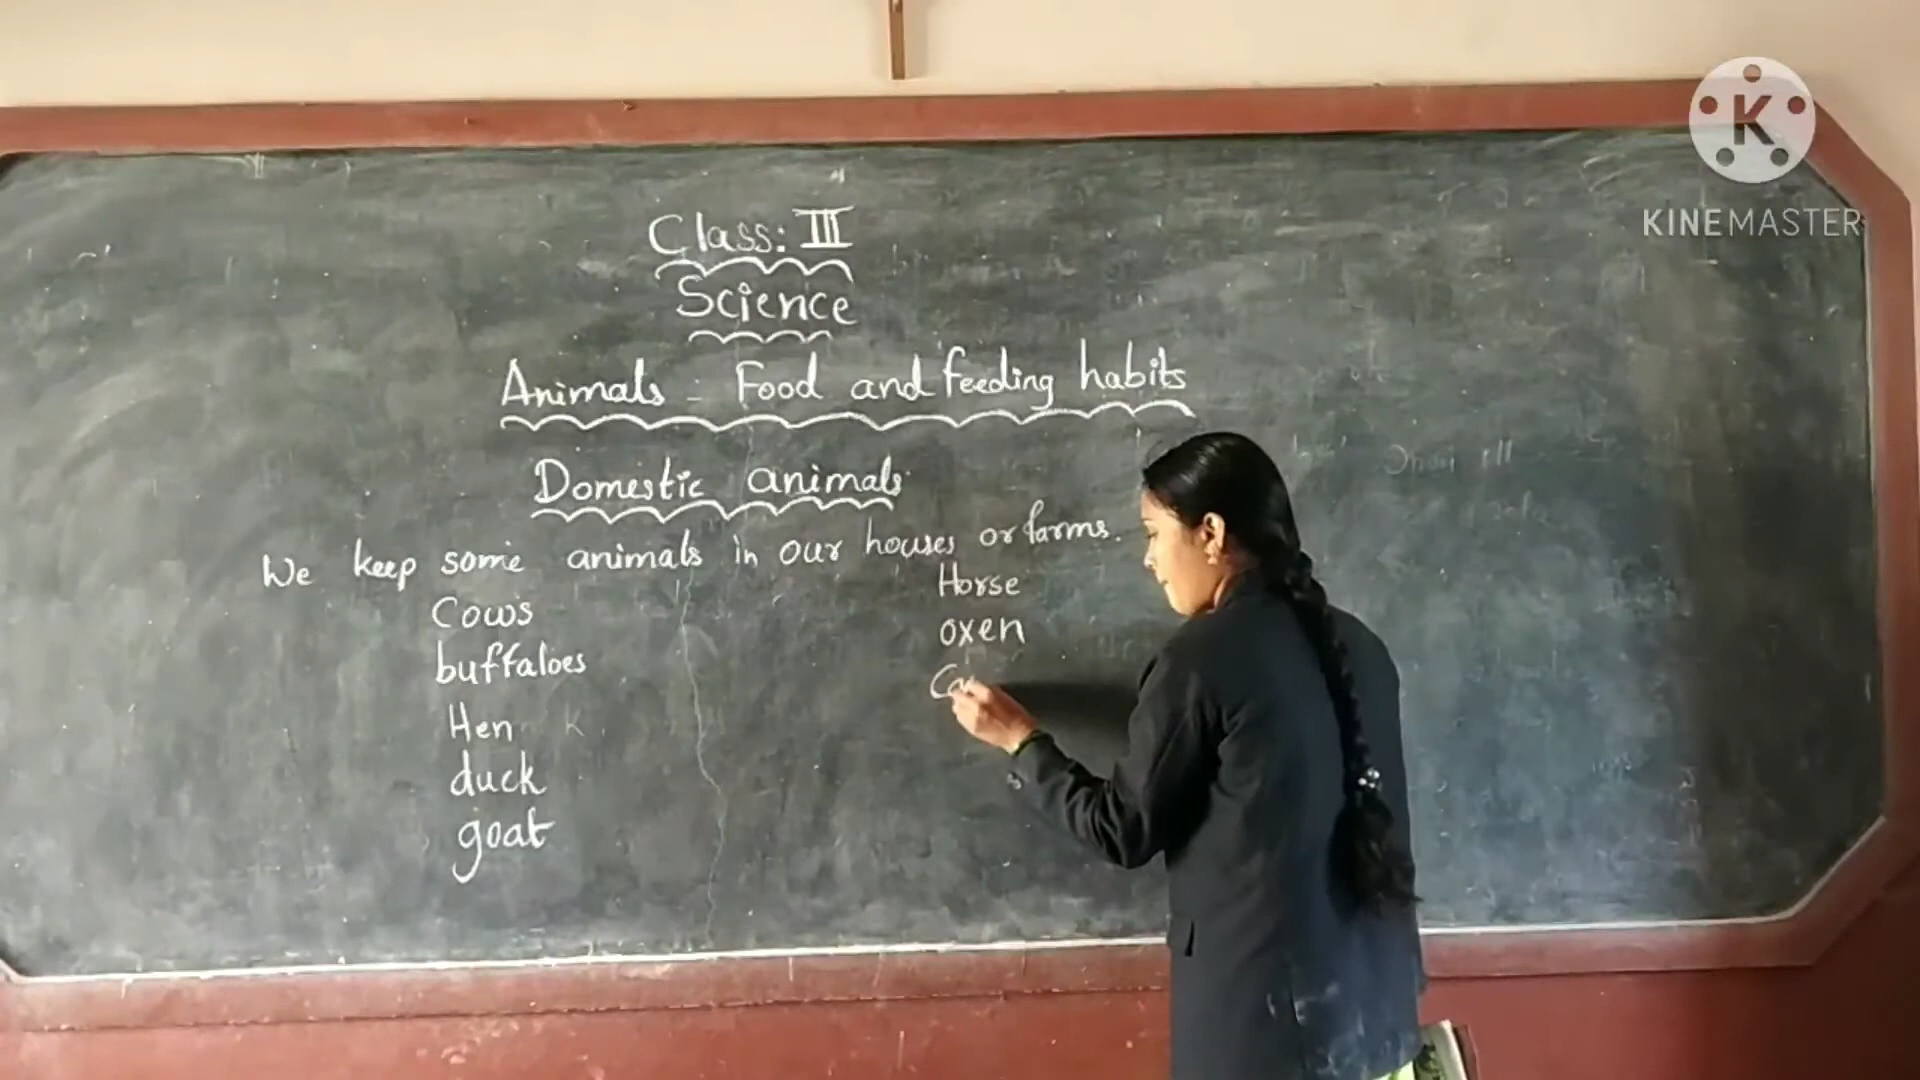 KINEMASTER
Class: III
Science
Animals - Food and feeding habits
Domestic animals
We keep some animals in our houses or farms.
Cows
buffaloes
Hen
duck
goat
Horse
oxen
Ca